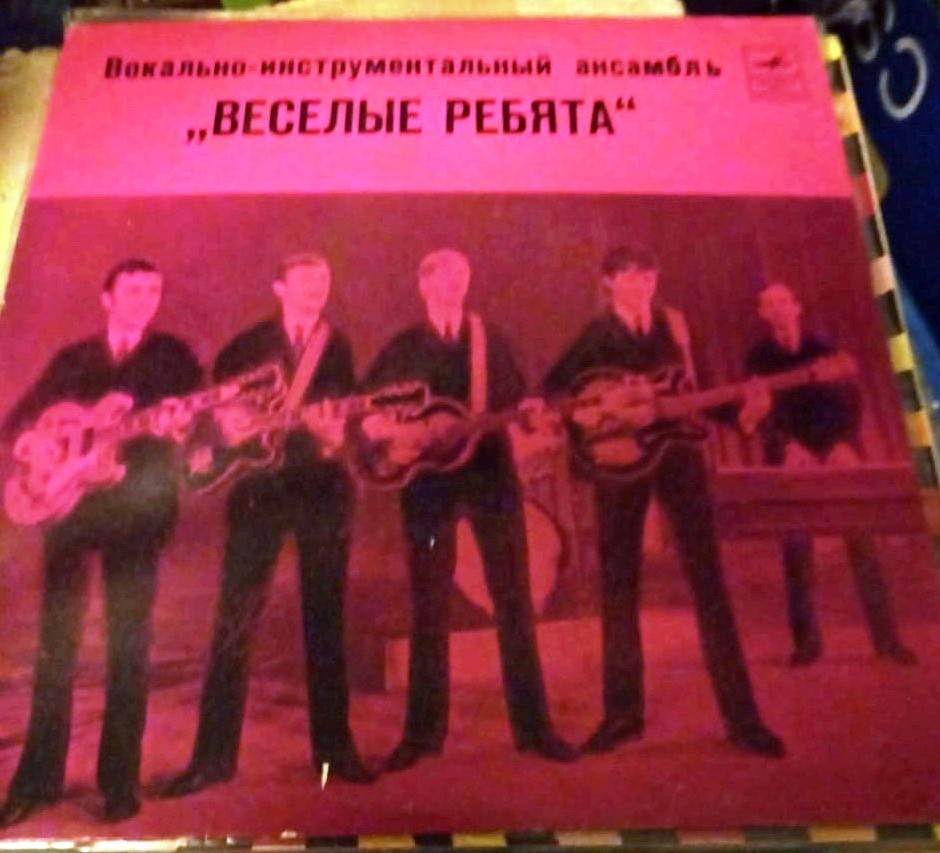 Вокально-инструментальный ансамбль
„ВЕСЕЛЫЕ РЕБЯТА“